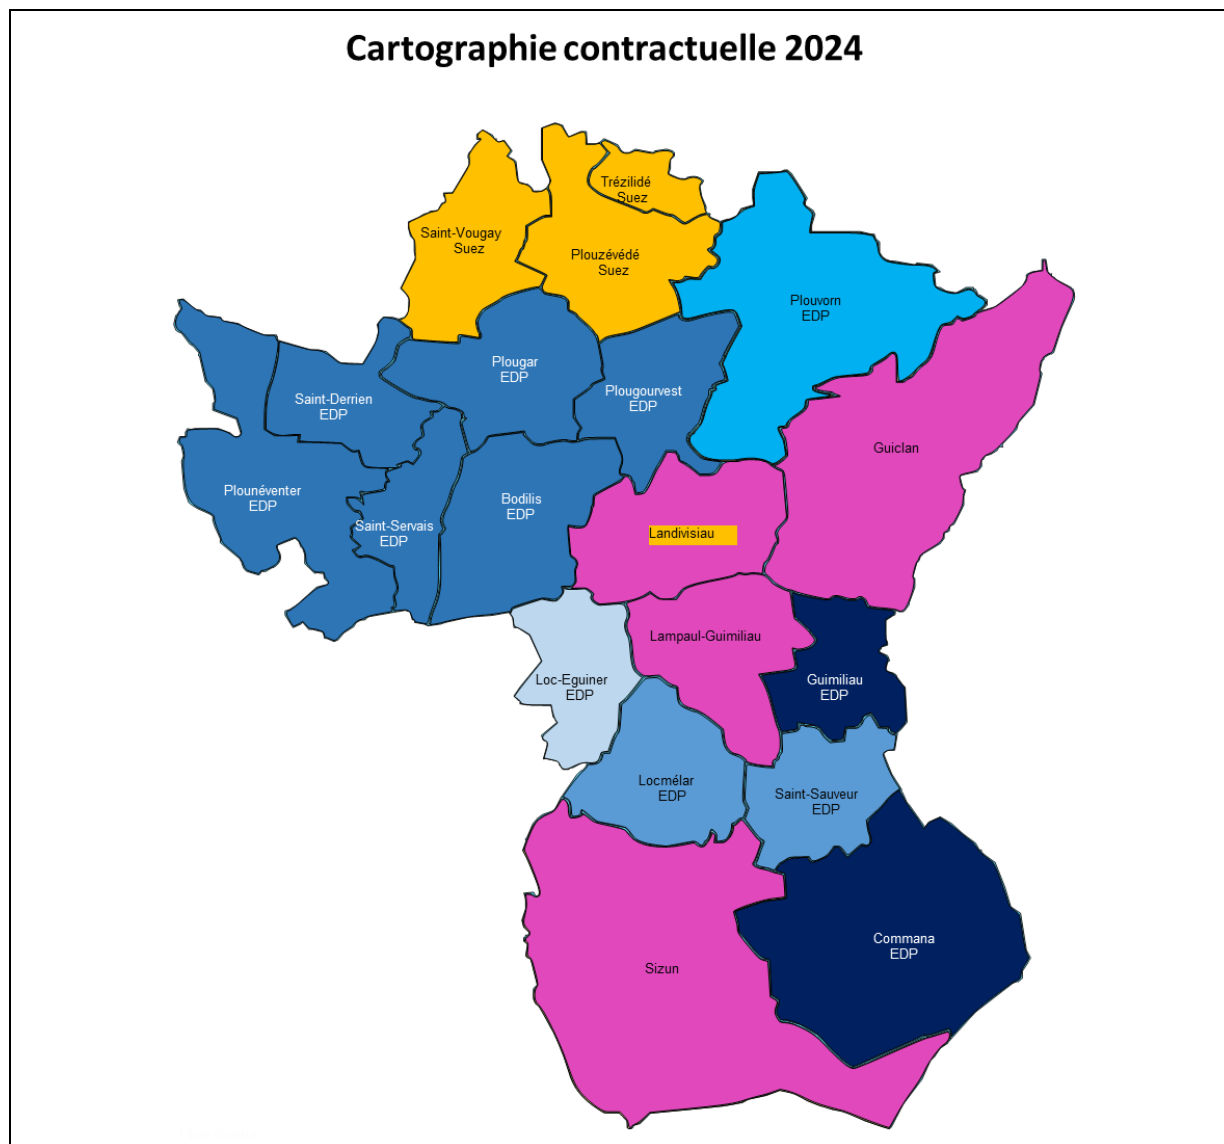 Cartographie contractuelle 2024
Trézilidé
Suez
Saint-Vougay
Suez
Plouzévédé
Suez
Plouvorn
EDP
Plougar
EDP
Plougourvest
EDP
Saint-Derrien
EDP
Guiclan
Plounéventer
EDP
Bodilis
EDP
Saint-Servais
EDP
Landivisiau
Lampaul-Guimiliau
Loc-Eguiner
EDP
Guimiliau
EDP
Locmélar
EDP
Saint-Sauveur
EDP
Commana
EDP
Sizun